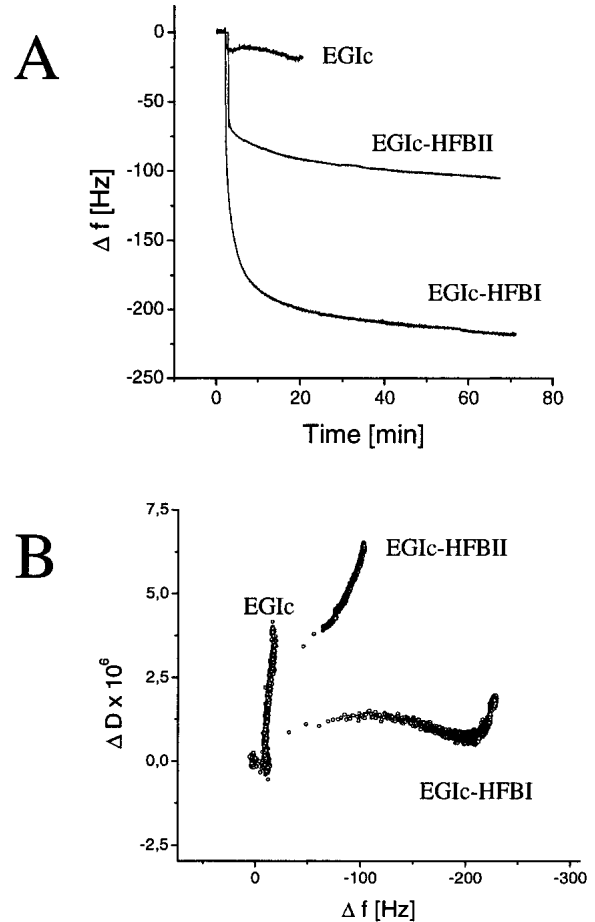 A
0
-50
-100
-150
-200
-250
Δ f [Hz]
EGIc
EGIc-HFBII
EGIc-HFBI
0
20
40
60
80
Time [min]
B
7,5
5,0
2,5
0,0
-2,5
Δ D x 10⁶
EGIc
EGIc-HFBII
EGIc-HFBI
0
-100
-200
-300
Δ f [Hz]